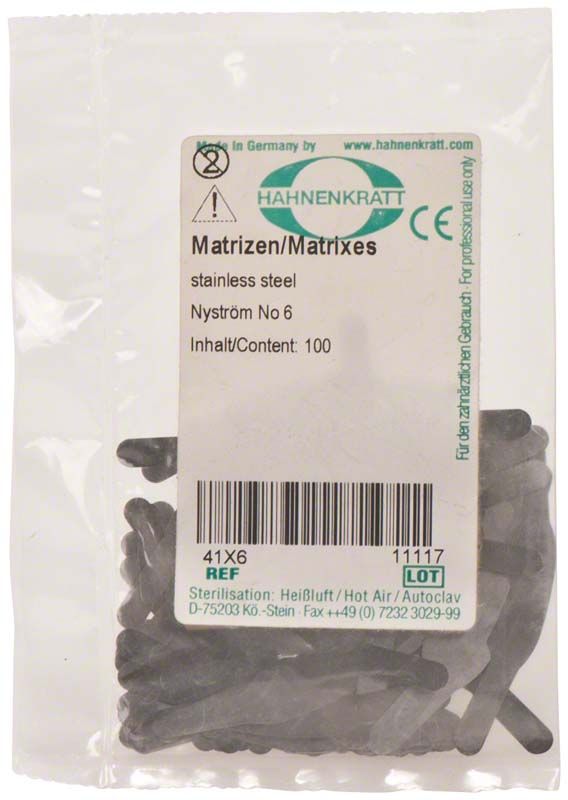 Made in Germany by www.hahnenkratt.com
2
!
HAHNENKRATT
CE
Matrizen/Matrixes
stainless steel
Nyström No 6
Inhalt/Content: 100
Für den zahnärztlichen Gebrauch · For professional use only
41X6 11117
REF LOT
Sterilisation: Heißluft/Hot Air/Autoclav
D-75203 Kö.-Stein · Fax ++49 (0) 7232 3029-99